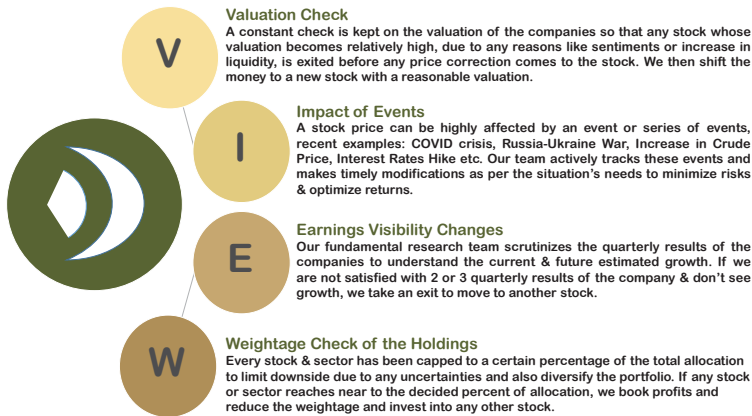 V
Valuation Check
A constant check is kept on the valuation of the companies so that any stock whose
valuation becomes relatively high, due to any reasons like sentiments or increase in
liquidity, is exited before any price correction comes to the stock. We then shift the
money to a new stock with a reasonable valuation.
I
Impact of Events
A stock price can be highly affected by an event or series of events,
recent examples: COVID crisis, Russia-Ukraine War, Increase in Crude
Price, Interest Rates Hike etc. Our team actively tracks these events and
makes timely modifications as per the situation's needs to minimize risks
& optimize returns.
E
Earnings Visibility Changes
Our fundamental research team scrutinizes the quarterly results of the
companies to understand the current & future estimated growth. If we
are not satisfied with 2 or 3 quarterly results of the company & don't see
growth, we take an exit to move to another stock.
W
Weightage Check of the Holdings
Every stock & sector has been capped to a certain percentage of the total allocation
to limit downside due to any uncertainties and also diversify the portfolio. If any stock
or sector reaches near to the decided percent of allocation, we book profits and
reduce the weightage and invest into any other stock.